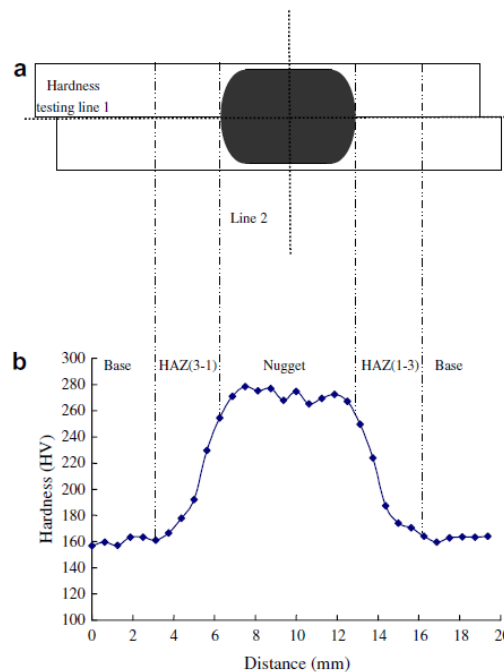 a
Hardness
testing line 1
Line 2
b
Base HAZ(3-1) Nugget HAZ(1-3) Base
Hardness (HV)
300
280
260
240
220
200
180
160
140
120
100
0 2 4 6 8 10 12 14 16 18 20
Distance (mm)